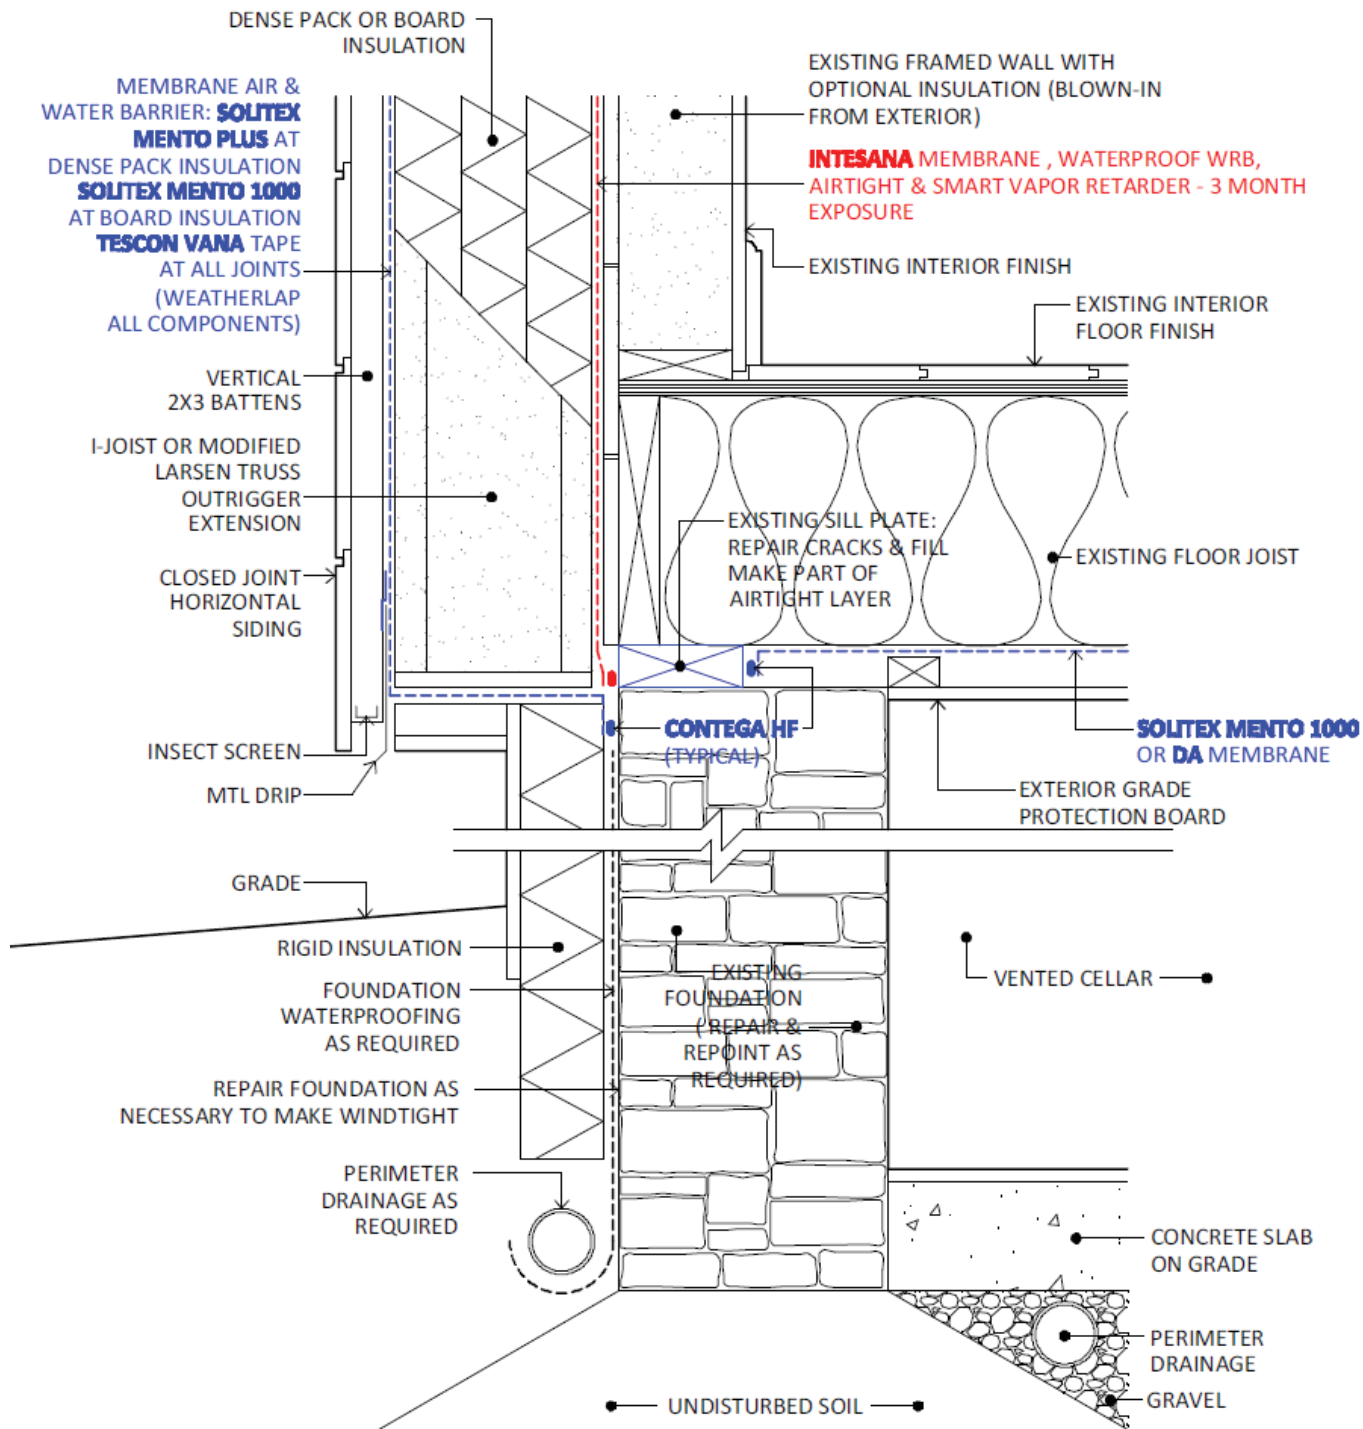 DENSE PACK OR BOARD
INSULATION
MEMBRANE AIR &
WATER BARRIER: SOLITEX
MENTO PLUS AT
DENSE PACK INSULATION
SOLITEX MENTO 1000
AT BOARD INSULATION
TESCON VANA TAPE
AT ALL JOINTS
(WEATHERLAP
ALL COMPONENTS)
VERTICAL
2X3 BATTENS
I-JOIST OR MODIFIED
LARSEN TRUSS
OUTRIGGER
EXTENSION
CLOSED JOINT
HORIZONTAL
SIDING
INSECT SCREEN
MTL DRIP
GRADE
RIGID INSULATION
FOUNDATION
WATERPROOFING
AS REQUIRED
REPAIR FOUNDATION AS
NECESSARY TO MAKE WINDTIGHT
PERIMETER
DRAINAGE AS
REQUIRED
EXISTING FRAMED WALL WITH
OPTIONAL INSULATION (BLOWN-IN
FROM EXTERIOR)
INTESANA MEMBRANE , WATERPROOF WRB,
AIRTIGHT & SMART VAPOR RETARDER - 3 MONTH
EXPOSURE
EXISTING INTERIOR FINISH
EXISTING INTERIOR
FLOOR FINISH
EXISTING SILL PLATE:
REPAIR CRACKS & FILL
MAKE PART OF
AIRTIGHT LAYER
EXISTING FLOOR JOIST
CONTEGA HF
(TYPICAL)
SOLITEX MENTO 1000
OR DA MEMBRANE
EXTERIOR GRADE
PROTECTION BOARD
EXISTING
FOUNDATION
( REPAIR &
REPOINT AS
REQUIRED)
VENTED CELLAR
CONCRETE SLAB
ON GRADE
PERIMETER
DRAINAGE
GRAVEL
UNDISTURBED SOIL